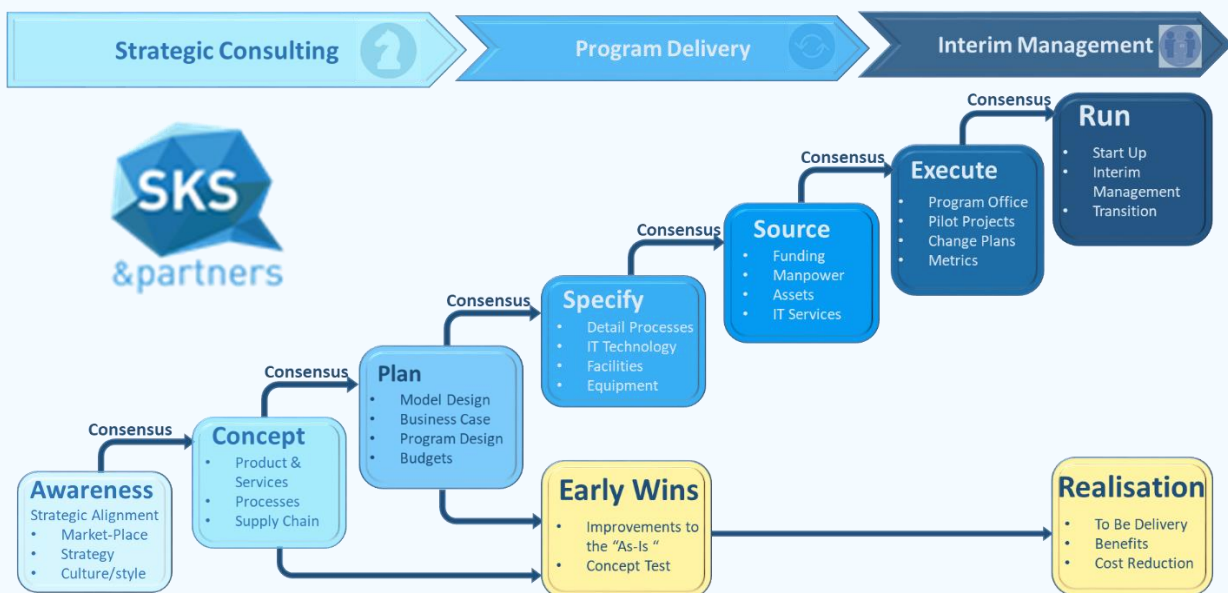 Strategic Consulting
Program Delivery
Interim Management
SKS
&partners
Consensus
Consensus
Consensus
Consensus
Consensus
Consensus
Awareness
Strategic Alignment
• Market-Place
• Strategy
• Culture/style
Concept
• Product &
Services
• Processes
• Supply Chain
Plan
• Model Design
• Business Case
• Program Design
• Budgets
Specify
• Detail Processes
• IT Technology
• Facilities
• Equipment
Source
• Funding
• Manpower
• Assets
• IT Services
Execute
• Program Office
• Pilot Projects
• Change Plans
• Metrics
Run
• Start Up
• Interim
Management
• Transition
Early Wins
• Improvements to
the "As-Is "
• Concept Test
Realisation
• To Be Delivery
• Benefits
• Cost Reduction